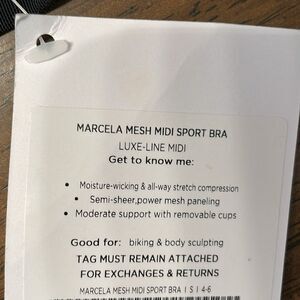 MARCELA MESH MIDI SPORT BRA
LUXE-LINE MIDI
Get to know me:
• Moisture-wicking & all-way stretch compression
• Semi-sheer,power mesh paneling
• Moderate support with removable cups
Good for: biking & body sculpting
TAG MUST REMAIN ATTACHED
FOR EXCHANGES & RETURNS
MARCELA MESH MIDI SPORT BRA | S | 4-6